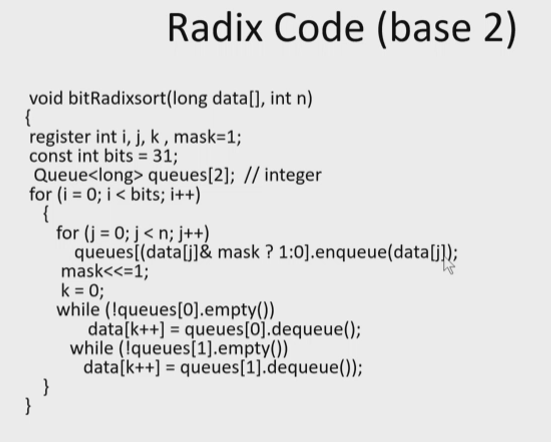 Radix Code (base 2)
void bitRadixsort(long data[], int n)
{
register int i, j, k , mask=1;
const int bits = 31;
Queue<long> queues[2]; // integer
for (i = 0; i < bits; i++)
{
for (j = 0; j < n; j++)
queues[(data[j]& mask ? 1:0].enqueue(data[j]);
mask<<=1;
k = 0;
while (!queues[0].empty())
data[k++] = queues[0].dequeue();
while (!queues[1].empty())
data[k++] = queues[1].dequeue());
}
}